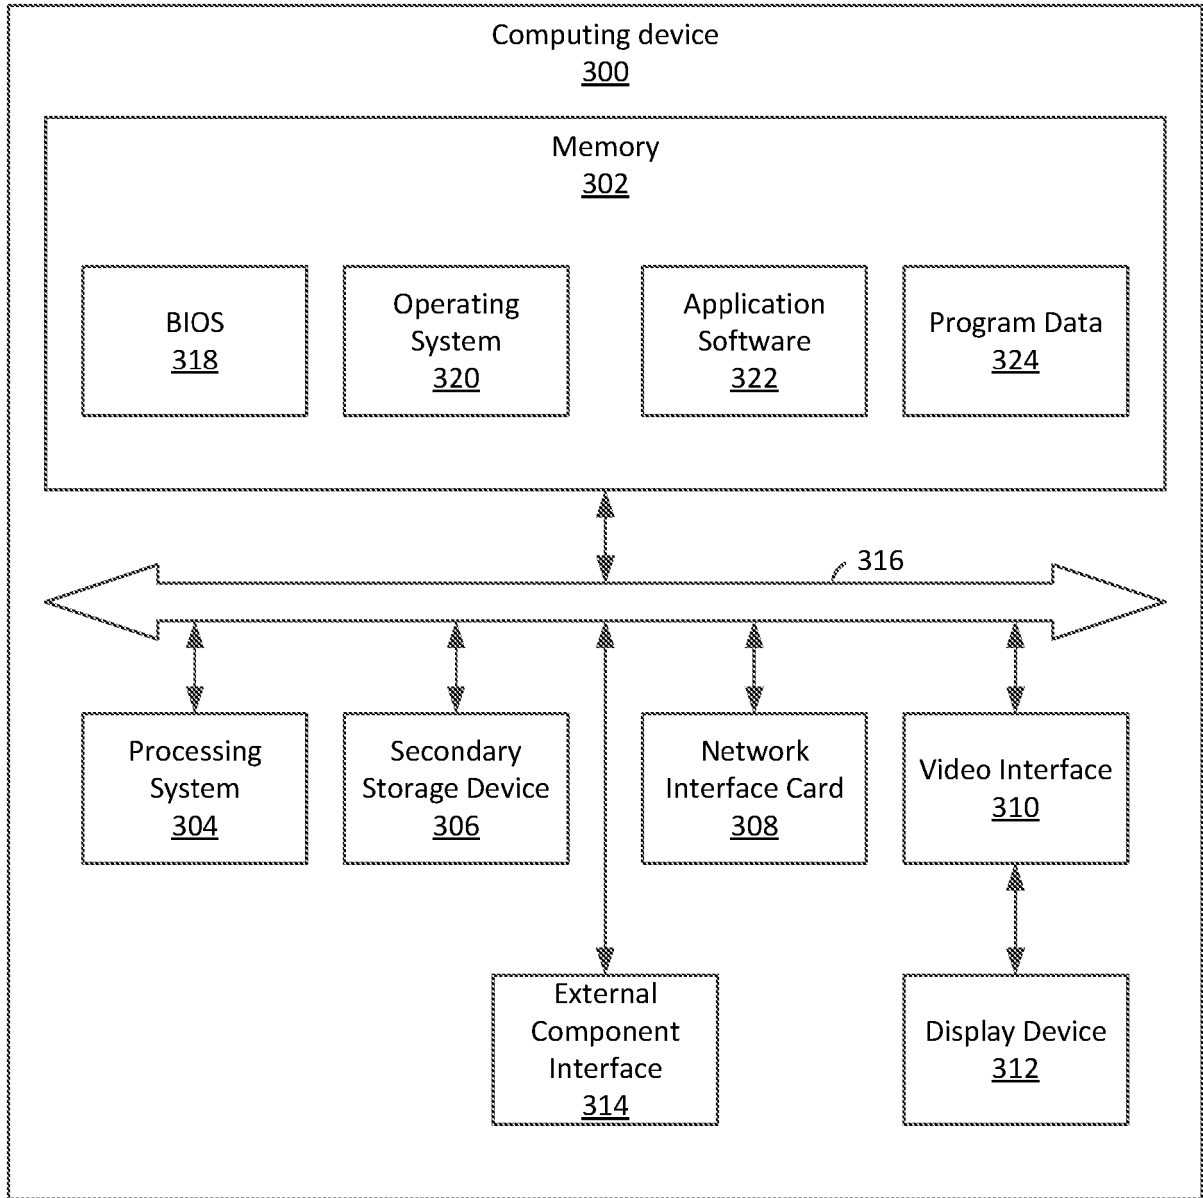 Computing device
300
Memory
302
BIOS
318
Operating
System
320
Application
Software
322
Program Data
324
316
Processing
System
304
Secondary
Storage Device
306
Network
Interface Card
308
Video Interface
310
External
Component
Interface
314
Display Device
312